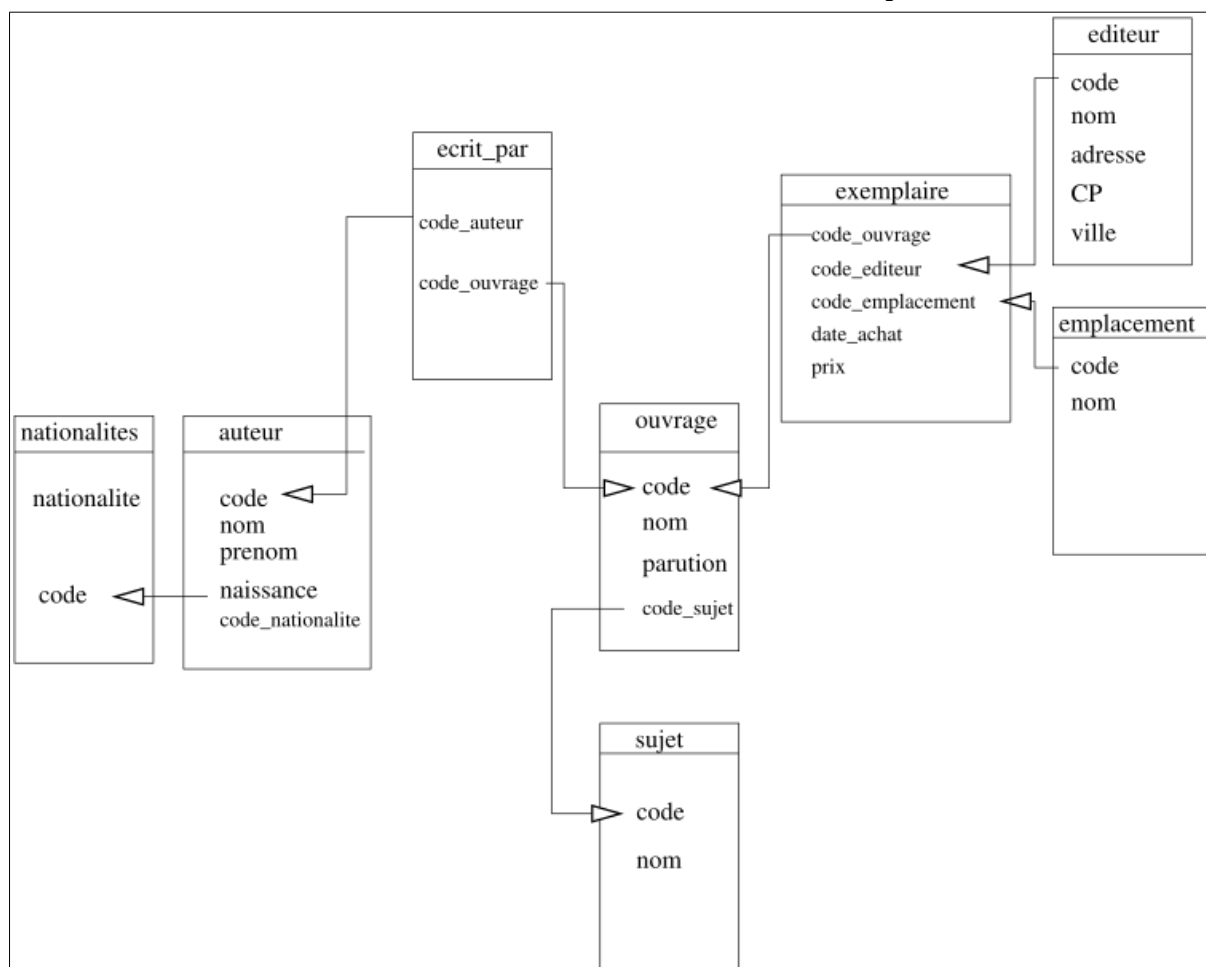 editeur
code
nom
adresse
CP
ville
ecrit_par
code_auteur
code_ouvrage
exemplaire
code_ouvrage
code_editeur
code_emplacement
date_achat
prix
emplacement
code
nom
nationalites
nationalite
code
auteur
code
nom
prenom
naissance
code_nationalite
ouvrage
code
nom
parution
code_sujet
sujet
code
nom